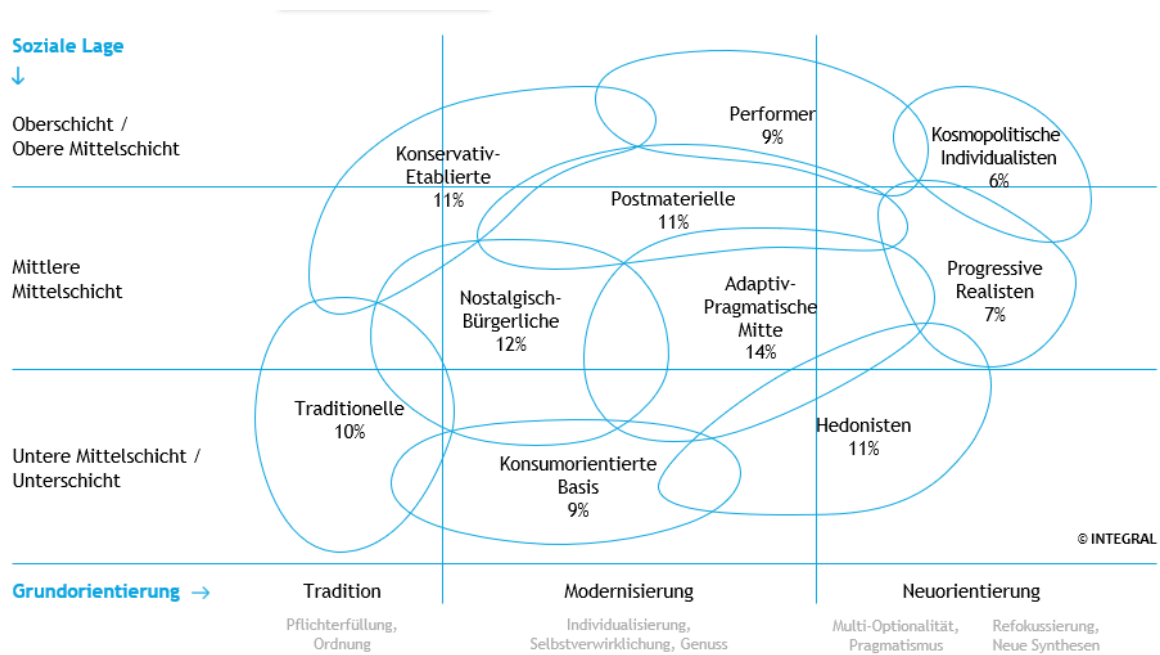 Soziale Lage
↓
Oberschicht /
Obere Mittelschicht
Konservativ-
Etablierte
11%
Performer
9%
Kosmopolitische
Individualisten
6%
Postmaterielle
11%
Mittlere
Mittelschicht
Nostalgisch-
Bürgerliche
12%
Adaptiv-
Pragmatische
Mitte
14%
Progressive
Realisten
7%
Untere Mittelschicht /
Unterschicht
Traditionelle
10%
Konsumorientierte
Basis
9%
Hedonisten
11%
© INTEGRAL
Grundorientierung →
Tradition
Modernisierung
Neuorientierung
Pflichterfüllung,
Ordnung
Individualisierung,
Selbstverwirklichung, Genuss
Multi-Optionalität,
Pragmatismus
Refokussierung,
Neue Synthesen